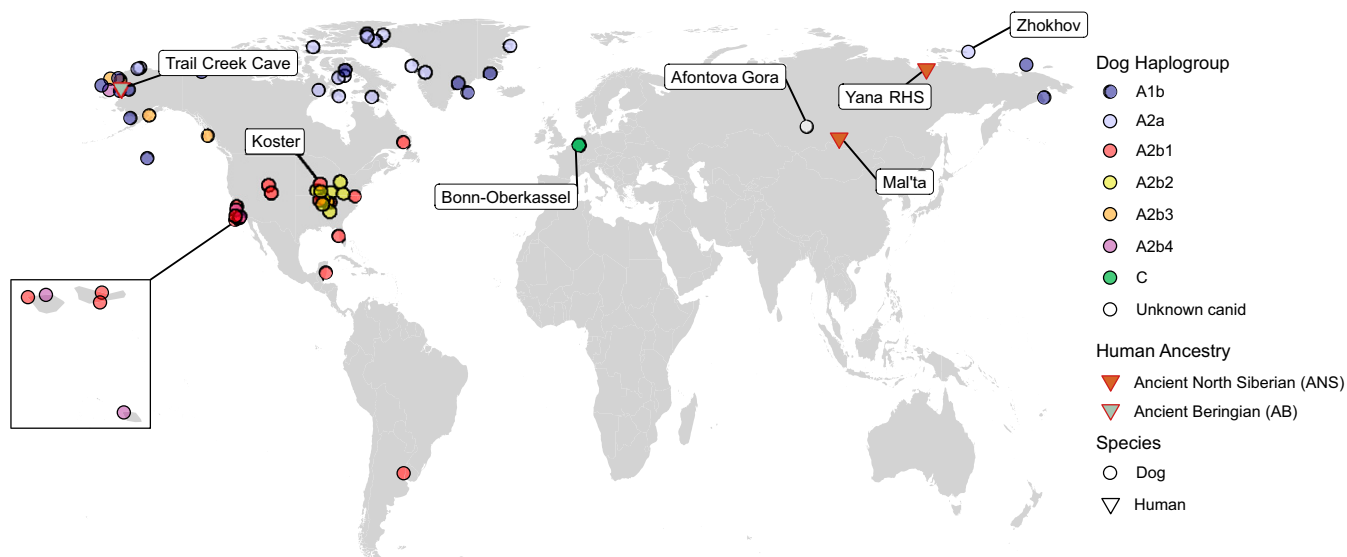 Zhokhov
Trail Creek Cave
Afontova Gora
Yana RHS
Koster
Bonn-Oberkassel
Mal'ta
Dog Haplogroup
A1b
A2a
A2b1
A2b2
A2b3
A2b4
C
Unknown canid
Human Ancestry
Ancient North Siberian (ANS)
Ancient Beringian (AB)
Species
Dog
Human